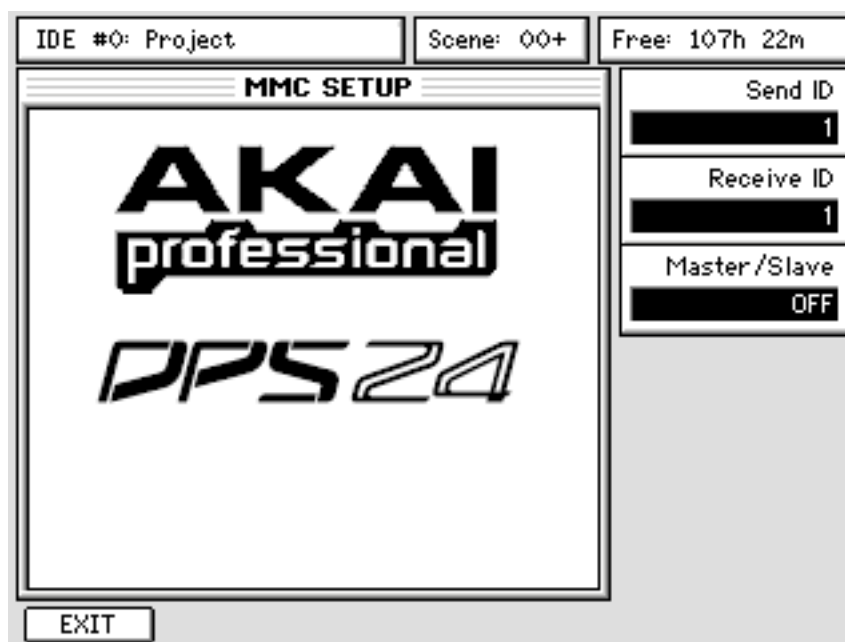 IDE #0: Project
Scene: 00+
Free: 107h 22m
MMC SETUP
AKAI
professional
DPS24
Send ID
1
Receive ID
1
Master/Slave
OFF
EXIT